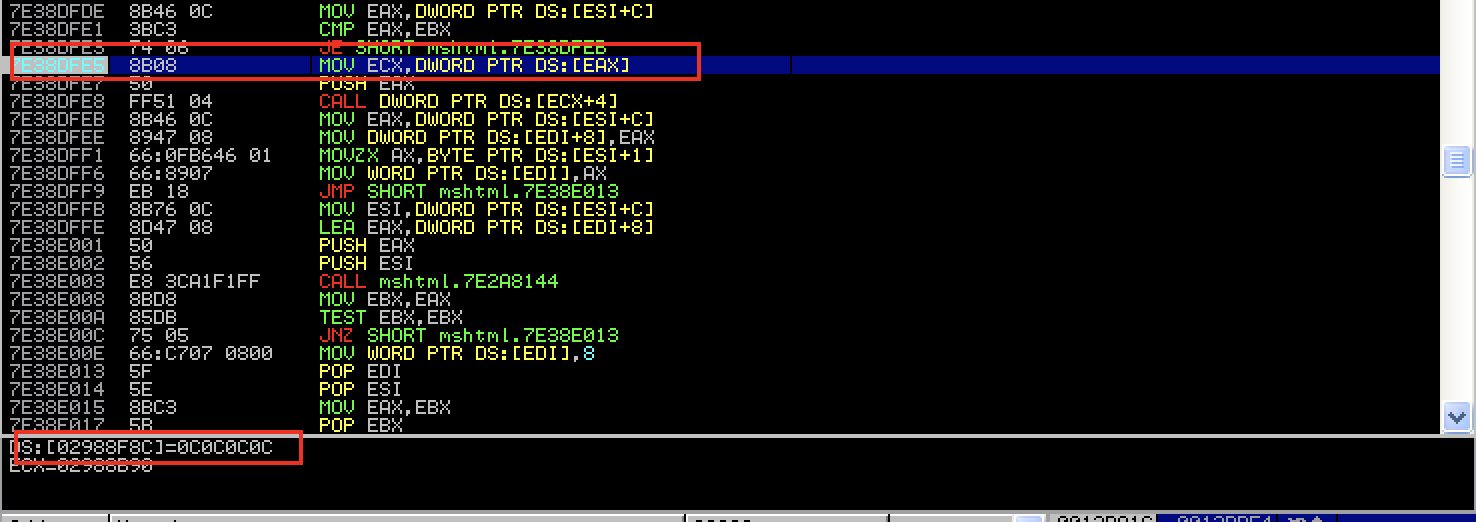 7E38DFDE 8B46 0C MOV EAX,DWORD PTR DS:[ESI+C]
7E38DFE1 3BC3 CMP EAX,EBX
7E38DFE3 74 06 JE SHORT mshtml.7E38DFEB
7E38DFE5 8B08 MOV ECX,DWORD PTR DS:[EAX]
7E38DFE7 50 PUSH EAX
7E38DFE8 FF51 04 CALL DWORD PTR DS:[ECX+4]
7E38DFEB 8B46 0C MOV EAX,DWORD PTR DS:[ESI+C]
7E38DFEE 8947 08 MOV DWORD PTR DS:[EDI+8],EAX
7E38DFF1 66:0FB646 01 MOVZX AX,BYTE PTR DS:[ESI+1]
7E38DFF6 66:8907 MOV WORD PTR DS:[EDI],AX
7E38DFF9 EB 18 JMP SHORT mshtml.7E38E013
7E38DFFB 8B76 0C MOV ESI,DWORD PTR DS:[ESI+C]
7E38DFFE 8D47 08 LEA EAX,DWORD PTR DS:[EDI+8]
7E38E001 50 PUSH EAX
7E38E002 56 PUSH ESI
7E38E003 E8 3CA1F1FF CALL mshtml.7E2A8144
7E38E008 8BD8 MOV EBX,EAX
7E38E00A 85DB TEST EBX,EBX
7E38E00C 75 05 JNZ SHORT mshtml.7E38E013
7E38E00E 66:C707 0800 MOV WORD PTR DS:[EDI],8
7E38E013 5F POP EDI
7E38E014 5E POP ESI
7E38E015 8BC3 MOV EAX,EBX
7E38E017 5B POP EBX
DS:[02988F8C]=0C0C0C0C
ECX=02988B90